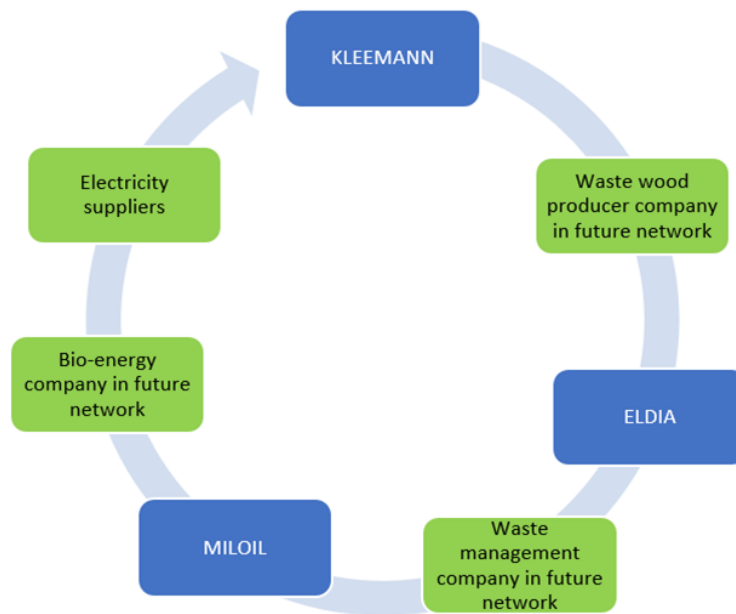 KLEEMANN
Waste wood
producer company
in future network
ELDIA
Waste
management
company in future
network
MILOIL
Bio-energy
company in future
network
Electricity
suppliers